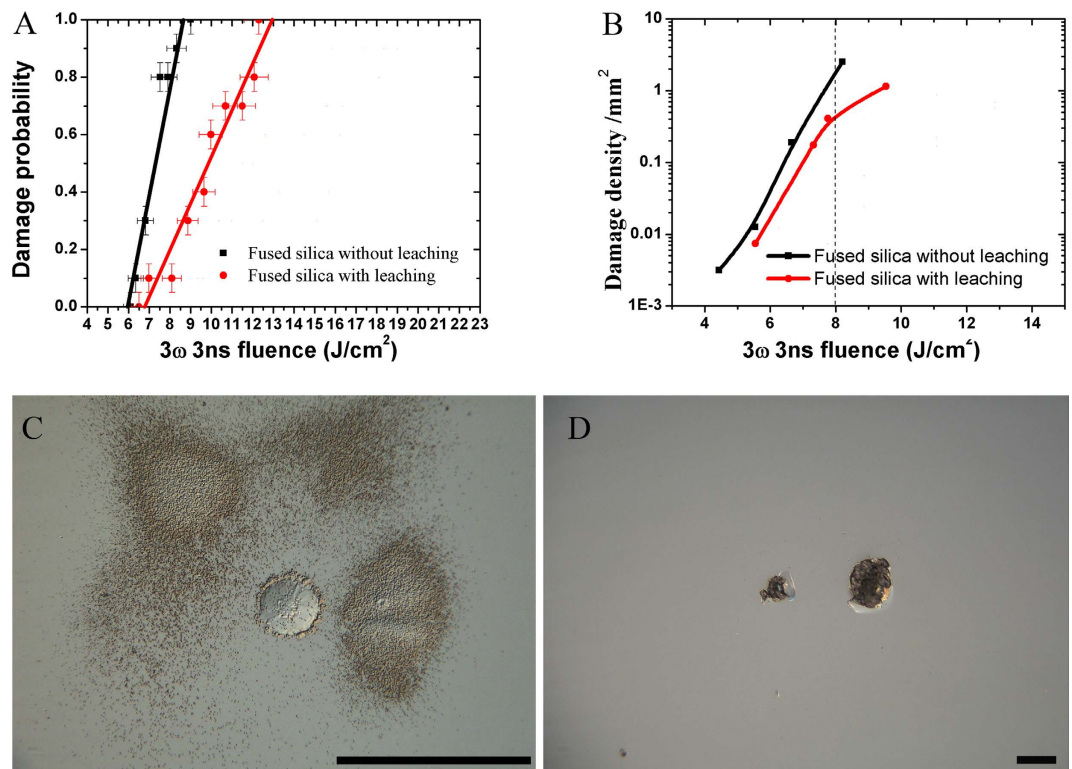 A
Damage probability
1.0
0.8
0.6
0.4
0.2
0.0
Fused silica without leaching
Fused silica with leaching
4 5 6 7 8 9 10 11 12 13 14 15 16 17 18 19 20 21 22 23
3ω 3ns fluence (J/cm²)
B
Damage density /mm²
10
1
0.1
0.01
1E-3
Fused silica without leaching
Fused silica with leaching
4 6 8 10 12 14
3ω 3ns fluence (J/cm²)
C
D